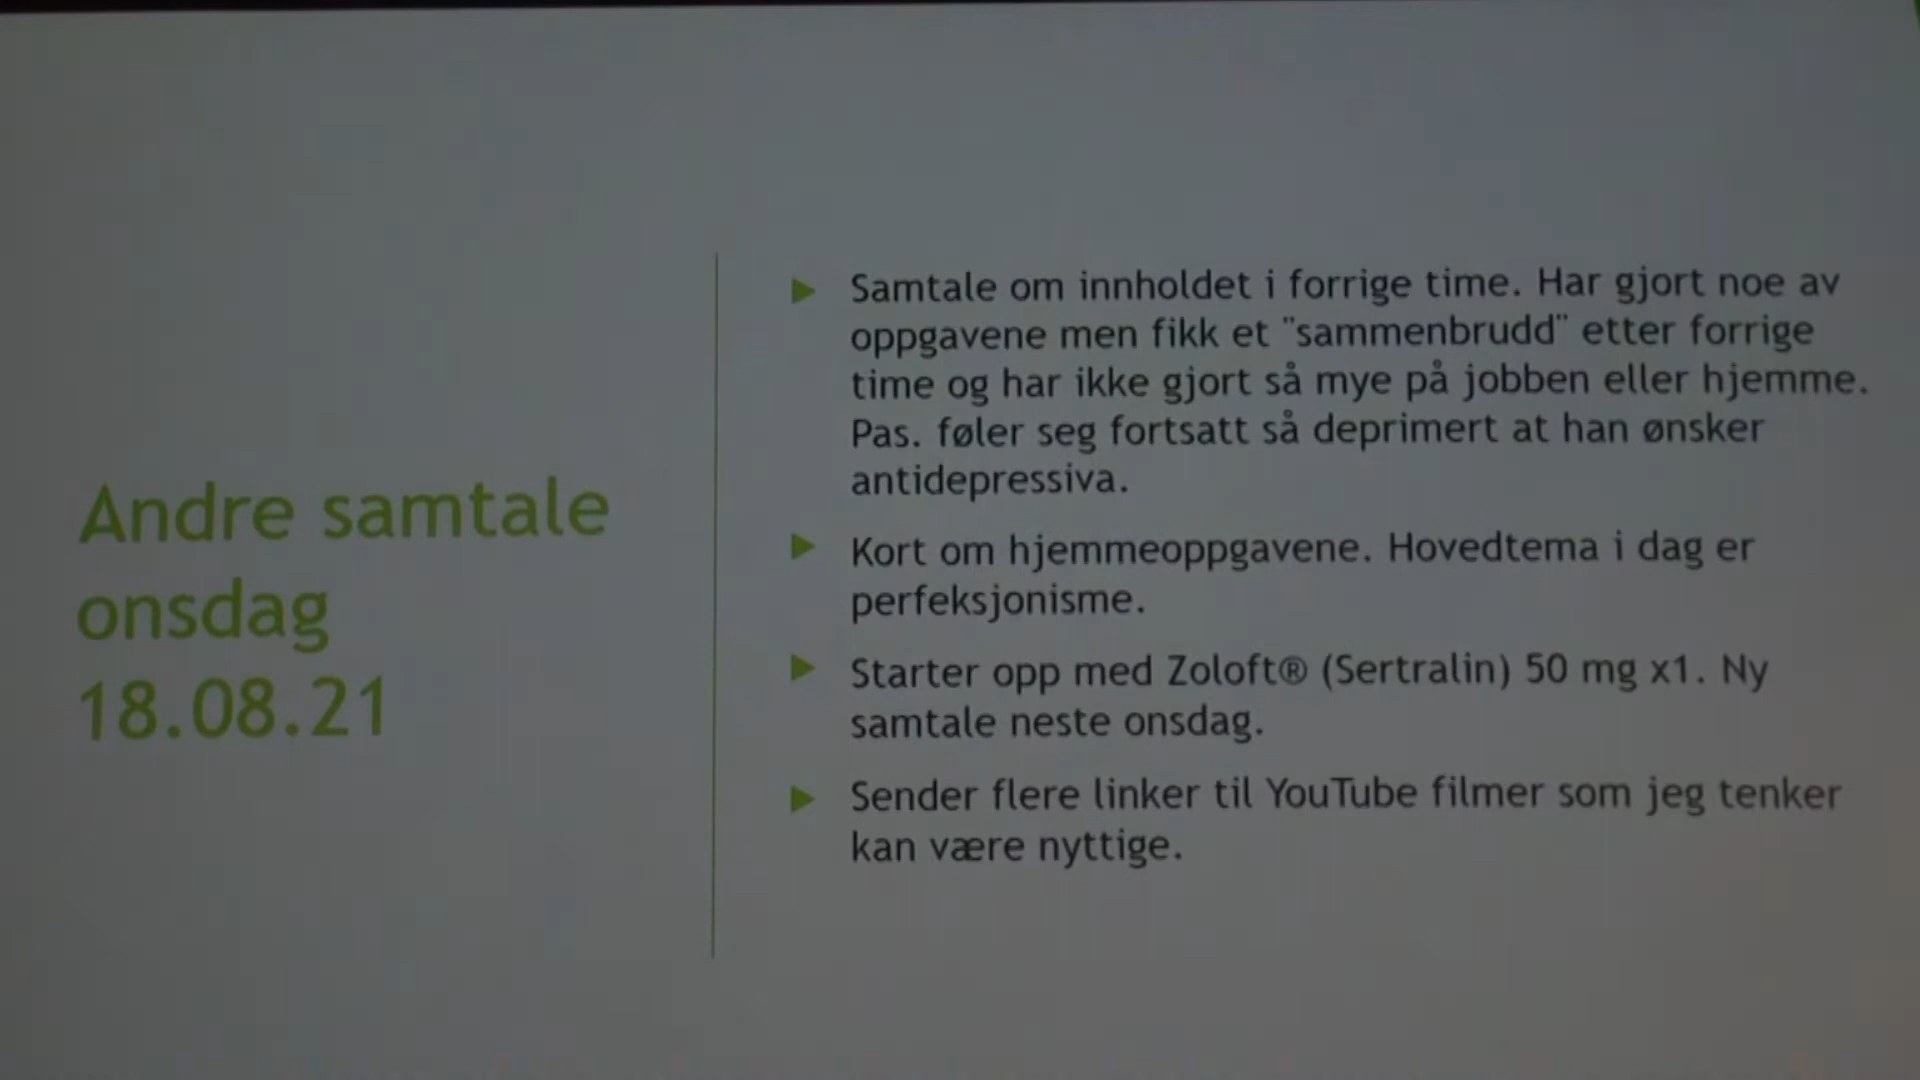 Andre samtale
onsdag
18.08.21
Samtale om innholdet i forrige time. Har gjort noe av
oppgavene men fikk et "sammenbrudd" etter forrige
time og har ikke gjort så mye på jobben eller hjemme.
Pas. føler seg fortsatt så deprimert at han ønsker
antidepressiva.
Kort om hjemmeoppgavene. Hovedtema i dag er
perfeksjonisme.
Starter opp med Zoloft® (Sertralin) 50 mg x1. Ny
samtale neste onsdag.
Sender flere linker til YouTube filmer som jeg tenker
kan være nyttige.